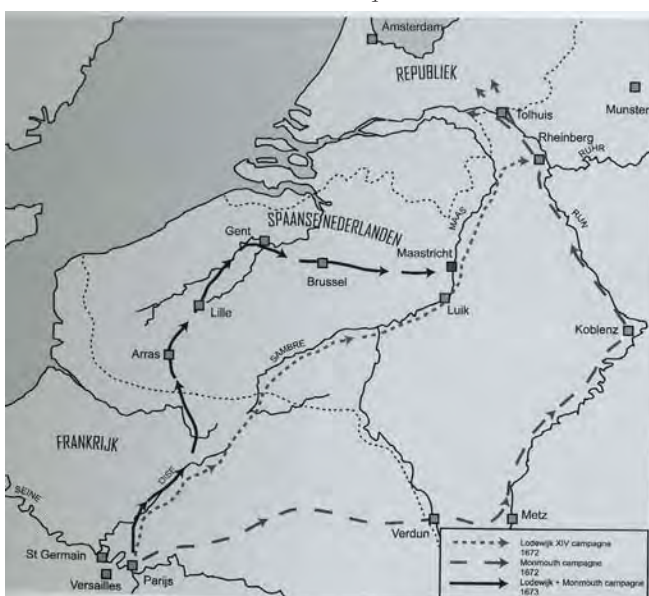 Amsterdam
REPUBLIEK
Munster
Tolhuis
Rheinberg
RUHR
SPAANSE NEDERLANDEN
MAAS
RIJN
Gent
Maastricht
Brussel
Lille
Luik
Koblenz
SAMBRE
Arras
FRANKRIJK
OISE
SEINE
Verdun
Metz
St Germain
Versailles
Parijs
Lodewijk XIV campagne
1672
Monmouth campagne
1672
Lodewijk + Monmouth campagne
1673